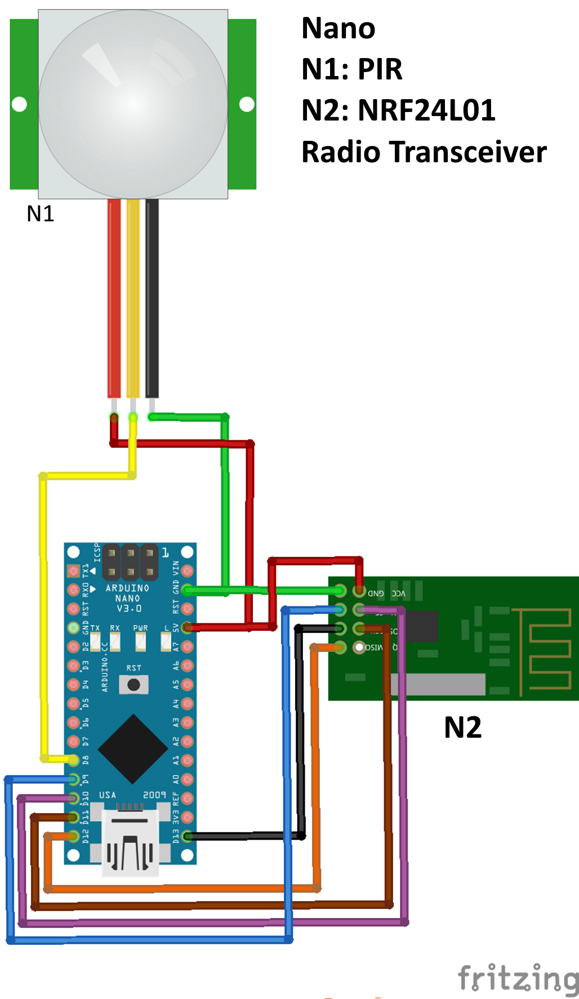 Nano
N1: PIR
N2: NRF24L01
Radio Transceiver
N1
ICSP
1
TX1
RX0
RST
GND
D2
D3
D4
D5
D6
D7
D8
D9
D10
D11
D12
ARDUINO
NANO
V3.0
TX RX PWR L
ARDUINO.CC
RST
USA 2009
VIN
GND
RST
5V
A7
A6
A5
A4
A3
A2
A1
A0
REF
3V3
D13
GND VCC
MISO
N2
fritzing